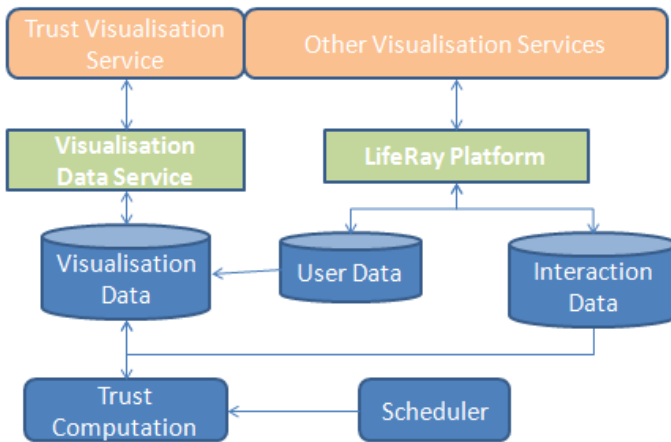 Trust Visualisation
Service
Other Visualisation Services
Visualisation
Data Service
LifeRay Platform
Visualisation
Data
User Data
Interaction
Data
Trust
Computation
Scheduler